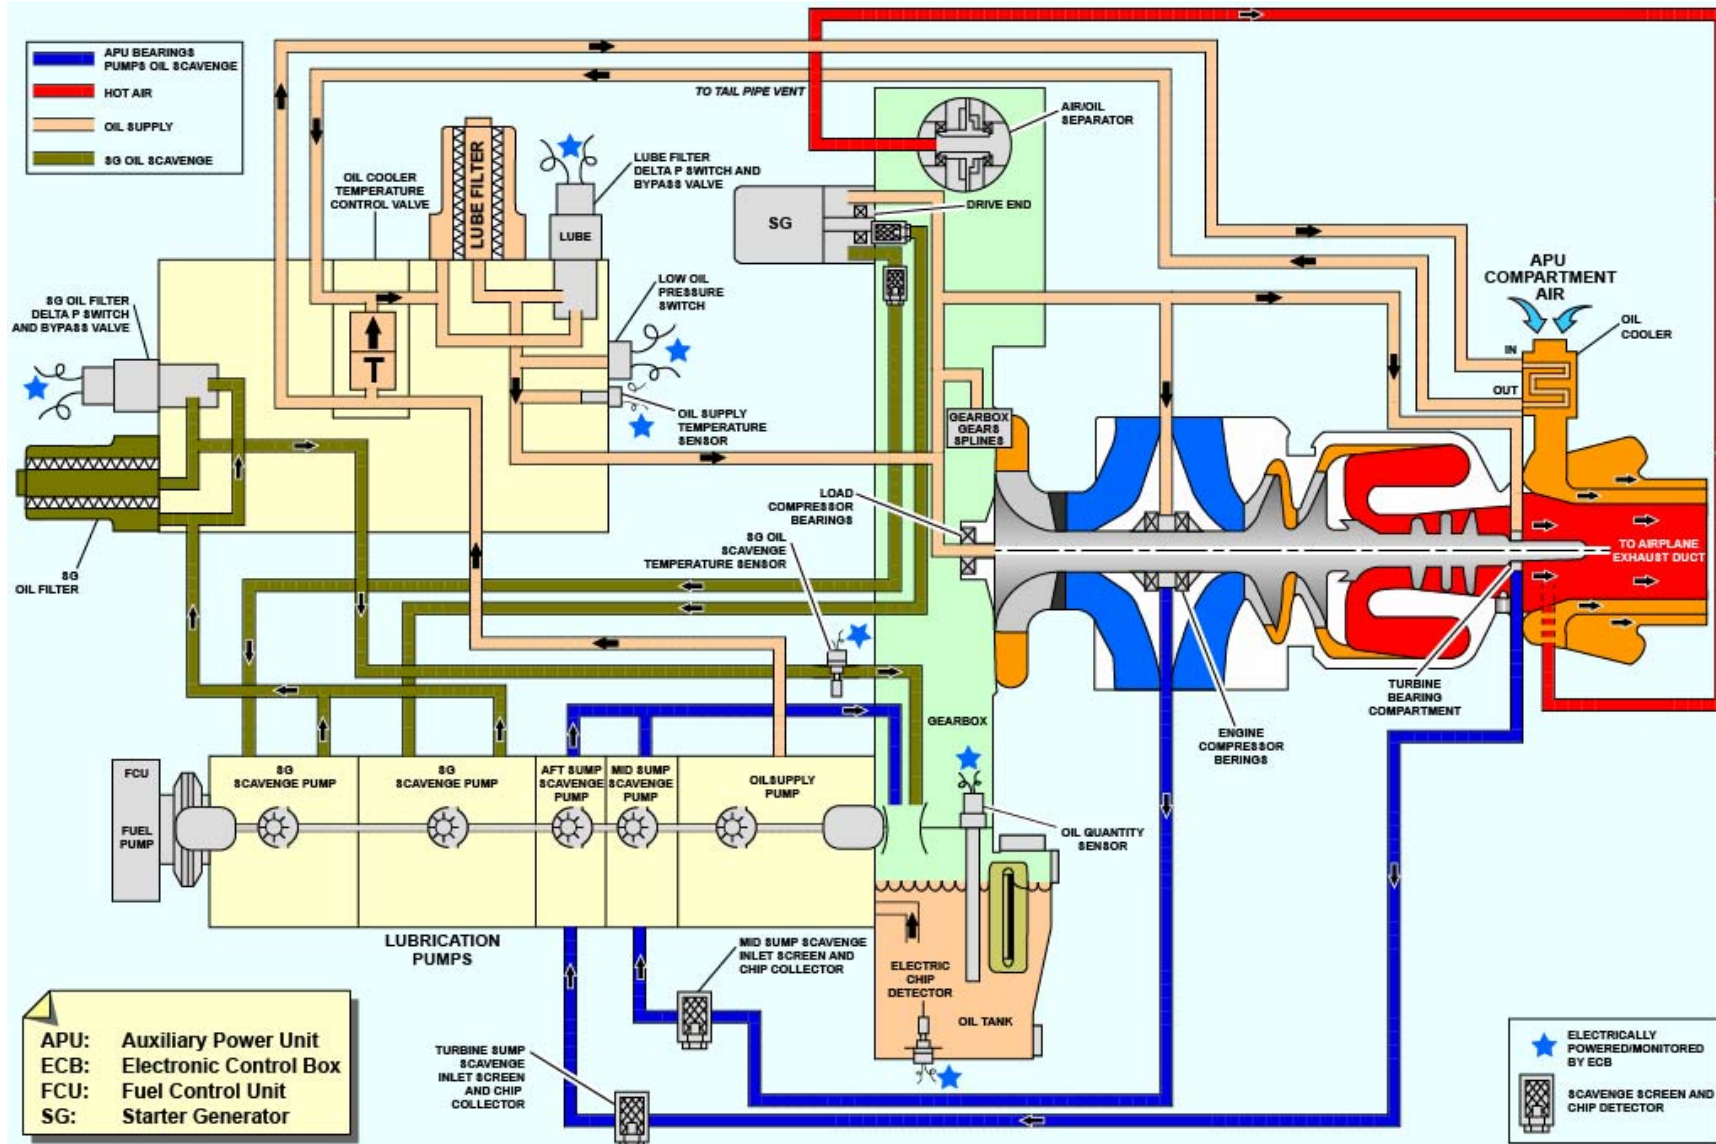 APU BEARINGS
PUMPS OIL SCAVENGE
HOT AIR
OIL SUPPLY
SG OIL SCAVENGE
TO TAIL PIPE VENT
AIR/OIL
SEPARATOR
LUBE FILTER
DELTA P SWITCH AND
BYPASS VALVE
OIL COOLER
TEMPERATURE
CONTROL VALVE
LUBE FILTER
LUBE
SG
DRIVE END
SG OIL FILTER
DELTA P SWITCH
AND BYPASS VALVE
LOW OIL
PRESSURE
SWITCH
APU
COMPARTMENT
AIR
OIL
COOLER
IN
OUT
T
OIL SUPPLY
TEMPERATURE
SENSOR
GEARBOX
GEARS
SPLINES
LOAD
COMPRESSOR
BEARINGS
SG OIL
SCAVENGE
TEMPERATURE SENSOR
SG
OIL FILTER
TO AIRPLANE
EXHAUST DUCT
TURBINE
BEARING
COMPARTMENT
ENGINE
COMPRESSOR
BERINGS
GEARBOX
FCU
FUEL
PUMP
SG
SCAVENGE PUMP
SG
SCAVENGE PUMP
AFT SUMP
SCAVENGE
PUMP
MID SUMP
SCAVENGE
PUMP
OILSUPPLY
PUMP
OIL QUANTITY
SENSOR
LUBRICATION
PUMPS
MID SUMP SCAVENGE
INLET SCREEN AND
CHIP COLLECTOR
ELECTRIC
CHIP
DETECTOR
OIL TANK
TURBINE SUMP
SCAVENGE
INLET SCREEN
AND CHIP
COLLECTOR
APU: Auxiliary Power Unit
ECB: Electronic Control Box
FCU: Fuel Control Unit
SG: Starter Generator
ELECTRICALLY
POWERED/MONITORED
BY ECB
SCAVENGE SCREEN AND
CHIP DETECTOR